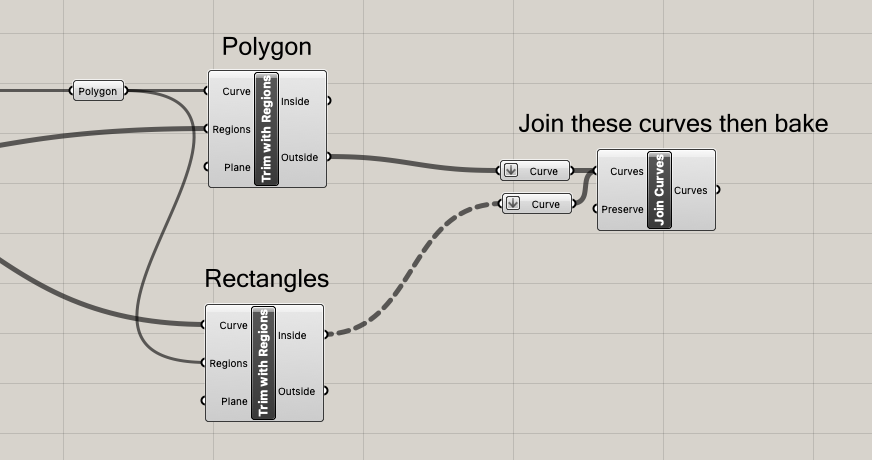 Polygon
Polygon
Curve
Regions
Plane
Trim with Regions
Inside
Outside
Join these curves then bake
Curve
Curve
Curves
Preserve
Join Curves
Curves
Rectangles
Curve
Regions
Plane
Trim with Regions
Inside
Outside